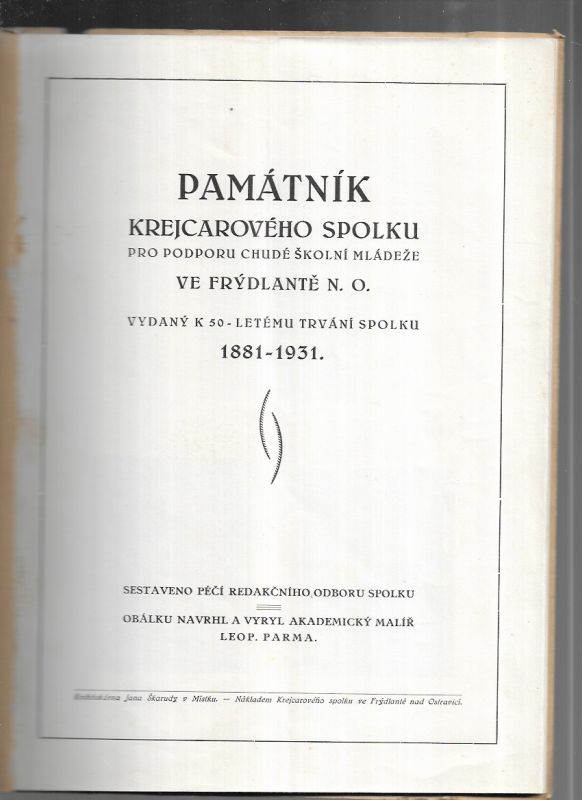 PAMÁTNÍK
KREJCAROVÉHO SPOLKU
PRO PODPORU CHUDÉ ŠKOLNÍ MLÁDEŽE
VE FRÝDLANTĚ N. O.
VYDANÝ K 50-LETÉMU TRVÁNÍ SPOLKU
1881-1931.
SESTAVENO PÉČÍ REDAKČNÍHO ODBORU SPOLKU
OBÁLKU NAVRHL A VYRYL AKADEMICKÝ MALÍŘ
LEOP. PARMA.
Knihtiskárna Jana Škarudy v Místku. — Nákladem Krejcarového spolku ve Frýdlantě nad Ostravicí.